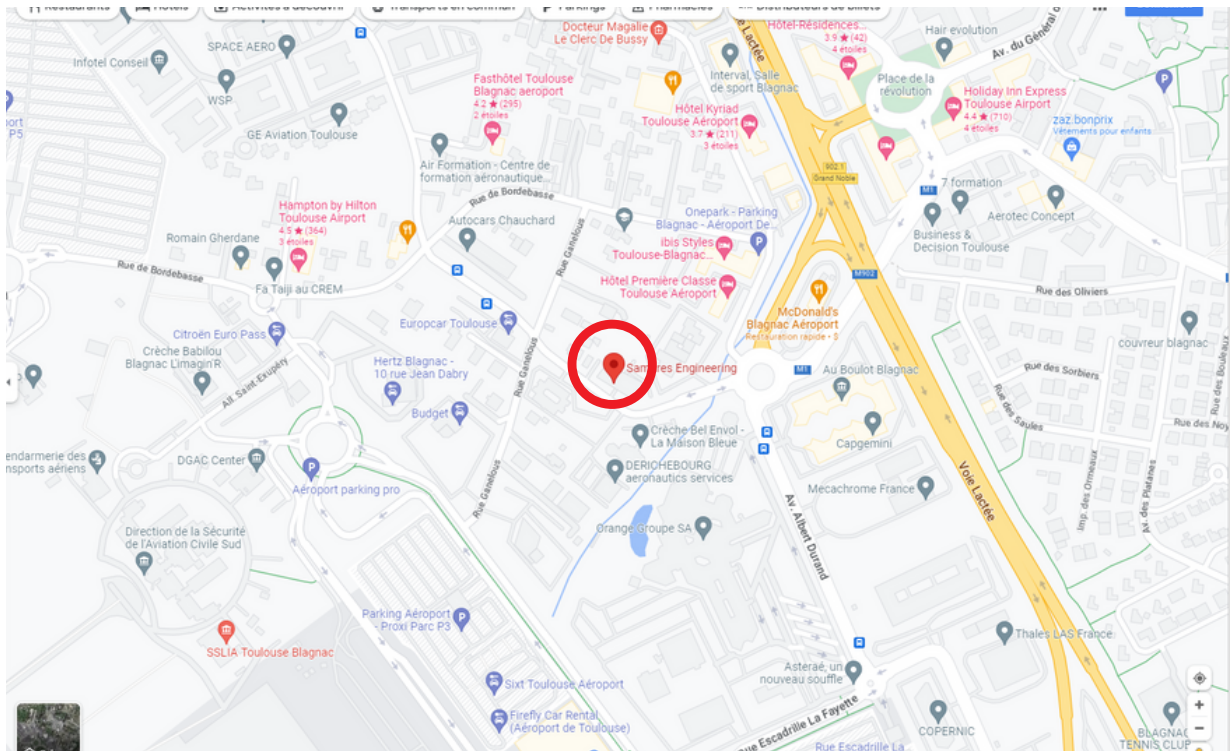 Restaurants
Hôtels
Activités à découvrir
Transports en commun
Parkings
Pharmacies
Distributeurs de billets
Docteur Magalie
Le Clerc De Bussy
Voie Lactée
Hôtel-Résidences...
3.9 ★ (42)
4 étoiles
Hair evolution
Av. du Général
SPACE AERO
Infotel Conseil
WSP
Fasthôtel Toulouse
Blagnac aeroport
4.2 ★ (295)
2 étoiles
Interval, Salle
de sport Blagnac
Place de la
révolution
Holiday Inn Express
Toulouse Airport
4.4 ★ (710)
4 étoiles
P
P5
GE Aviation Toulouse
Hôtel Kyriad
Toulouse Aéroport
3.7 ★ (211)
3 étoiles
zaz.bonprix
Vêtements pour enfants
Air Formation - Centre de
formation aéronautique...
902.1
Grand Noble
M1
7 formation
Rue de Bordebasse
Hampton by Hilton
Toulouse Airport
4.5 ★ (364)
3 étoiles
Autocars Chauchard
Onepark - Parking
Blagnac - Aéroport De...
P
Aerotec Concept
Romain Gherdane
Rue Ganelous
ibis Styles
Toulouse-Blagnac...
Business &
Decision Toulouse
Rue de Bordebasse
M902
Fa Taiji au CREM
Hôtel Première Classe
Toulouse Aéroport
Rue des Oliviers
McDonald's
Blagnac Aéroport
Restauration rapide • $
Citroën Euro Pass
Europcar Toulouse
Crèche Babilou
Blagnac L'imagin'R
couvreur blagnac
Hertz Blagnac -
10 rue Jean Dabry
Rue Ganelous
Engineering
M1
Au Boulot Blagnac
Rue des Sorbiers
Rue des Bouleaux
All. Saint-Exupéry
Budget
Rue des Saules
Crèche Bel Envol -
La Maison Bleue
Capgemini
Rue des Noy
endarmerie des
nsports aériens
DGAC Center
P
Aéroport parking pro
DERICHEBOURG
aeronautics services
Mecachrome France
Voie Lactée
Imp. des Ormeaux
Av. des Platanes
Rue Ganelous
Orange Groupe SA
Av. Albert Durand
Direction de la Sécurité
de l'Aviation Civile Sud
Parking Aéroport
- Proxi Parc P3
P
SSLIA Toulouse Blagnac
Thales LAS France
Asteraé, un
nouveau souffle
Sixt Toulouse Aéroport
Firefly Car Rental
(Aéroport de Toulouse)
Rue Escadrille La Fayette
COPERNIC
Rue Escadrille La
BLAGNAC
TENNIS CLUB
+
−